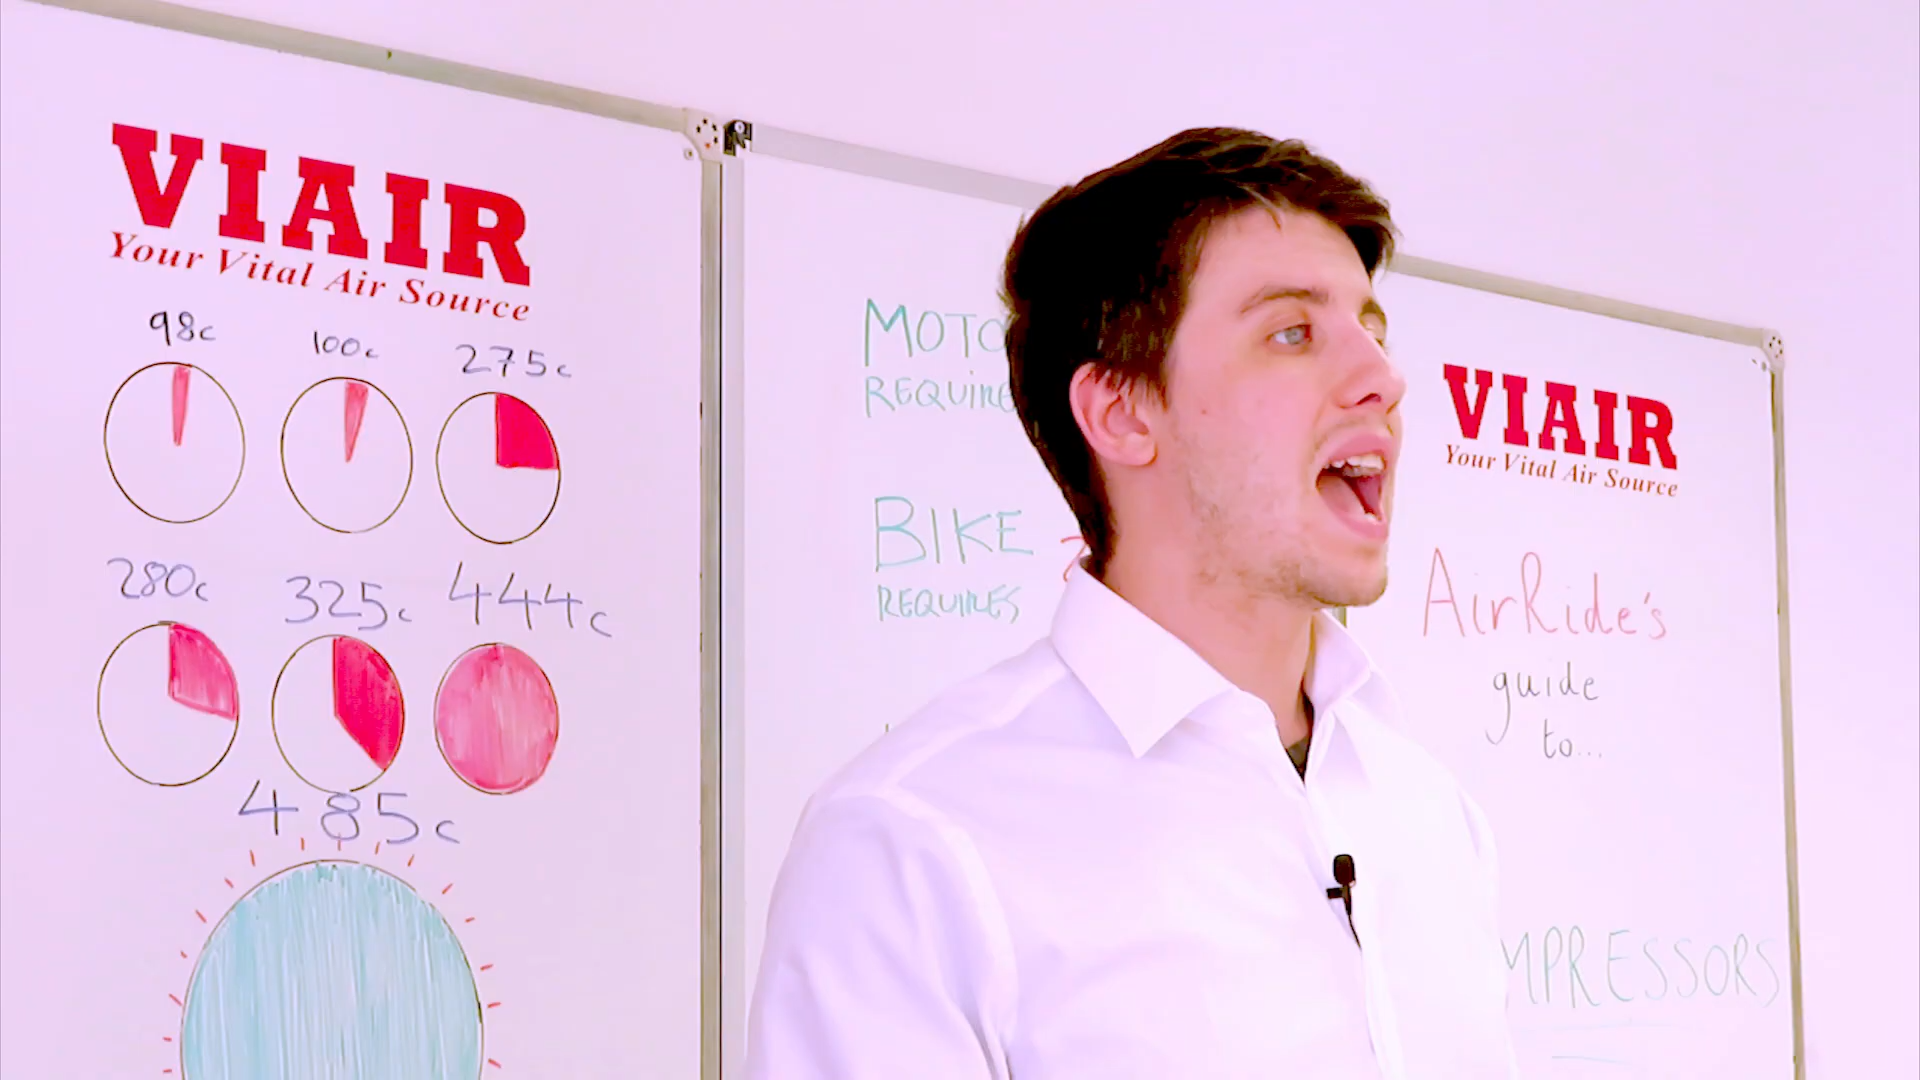 VIAIR
Your Vital Air Source
98c
100c
275c
280c
325c
444c
485c
BIKE
REQUIRES
VIAIR
Your Vital Air Source
AirRide's
guide
to...